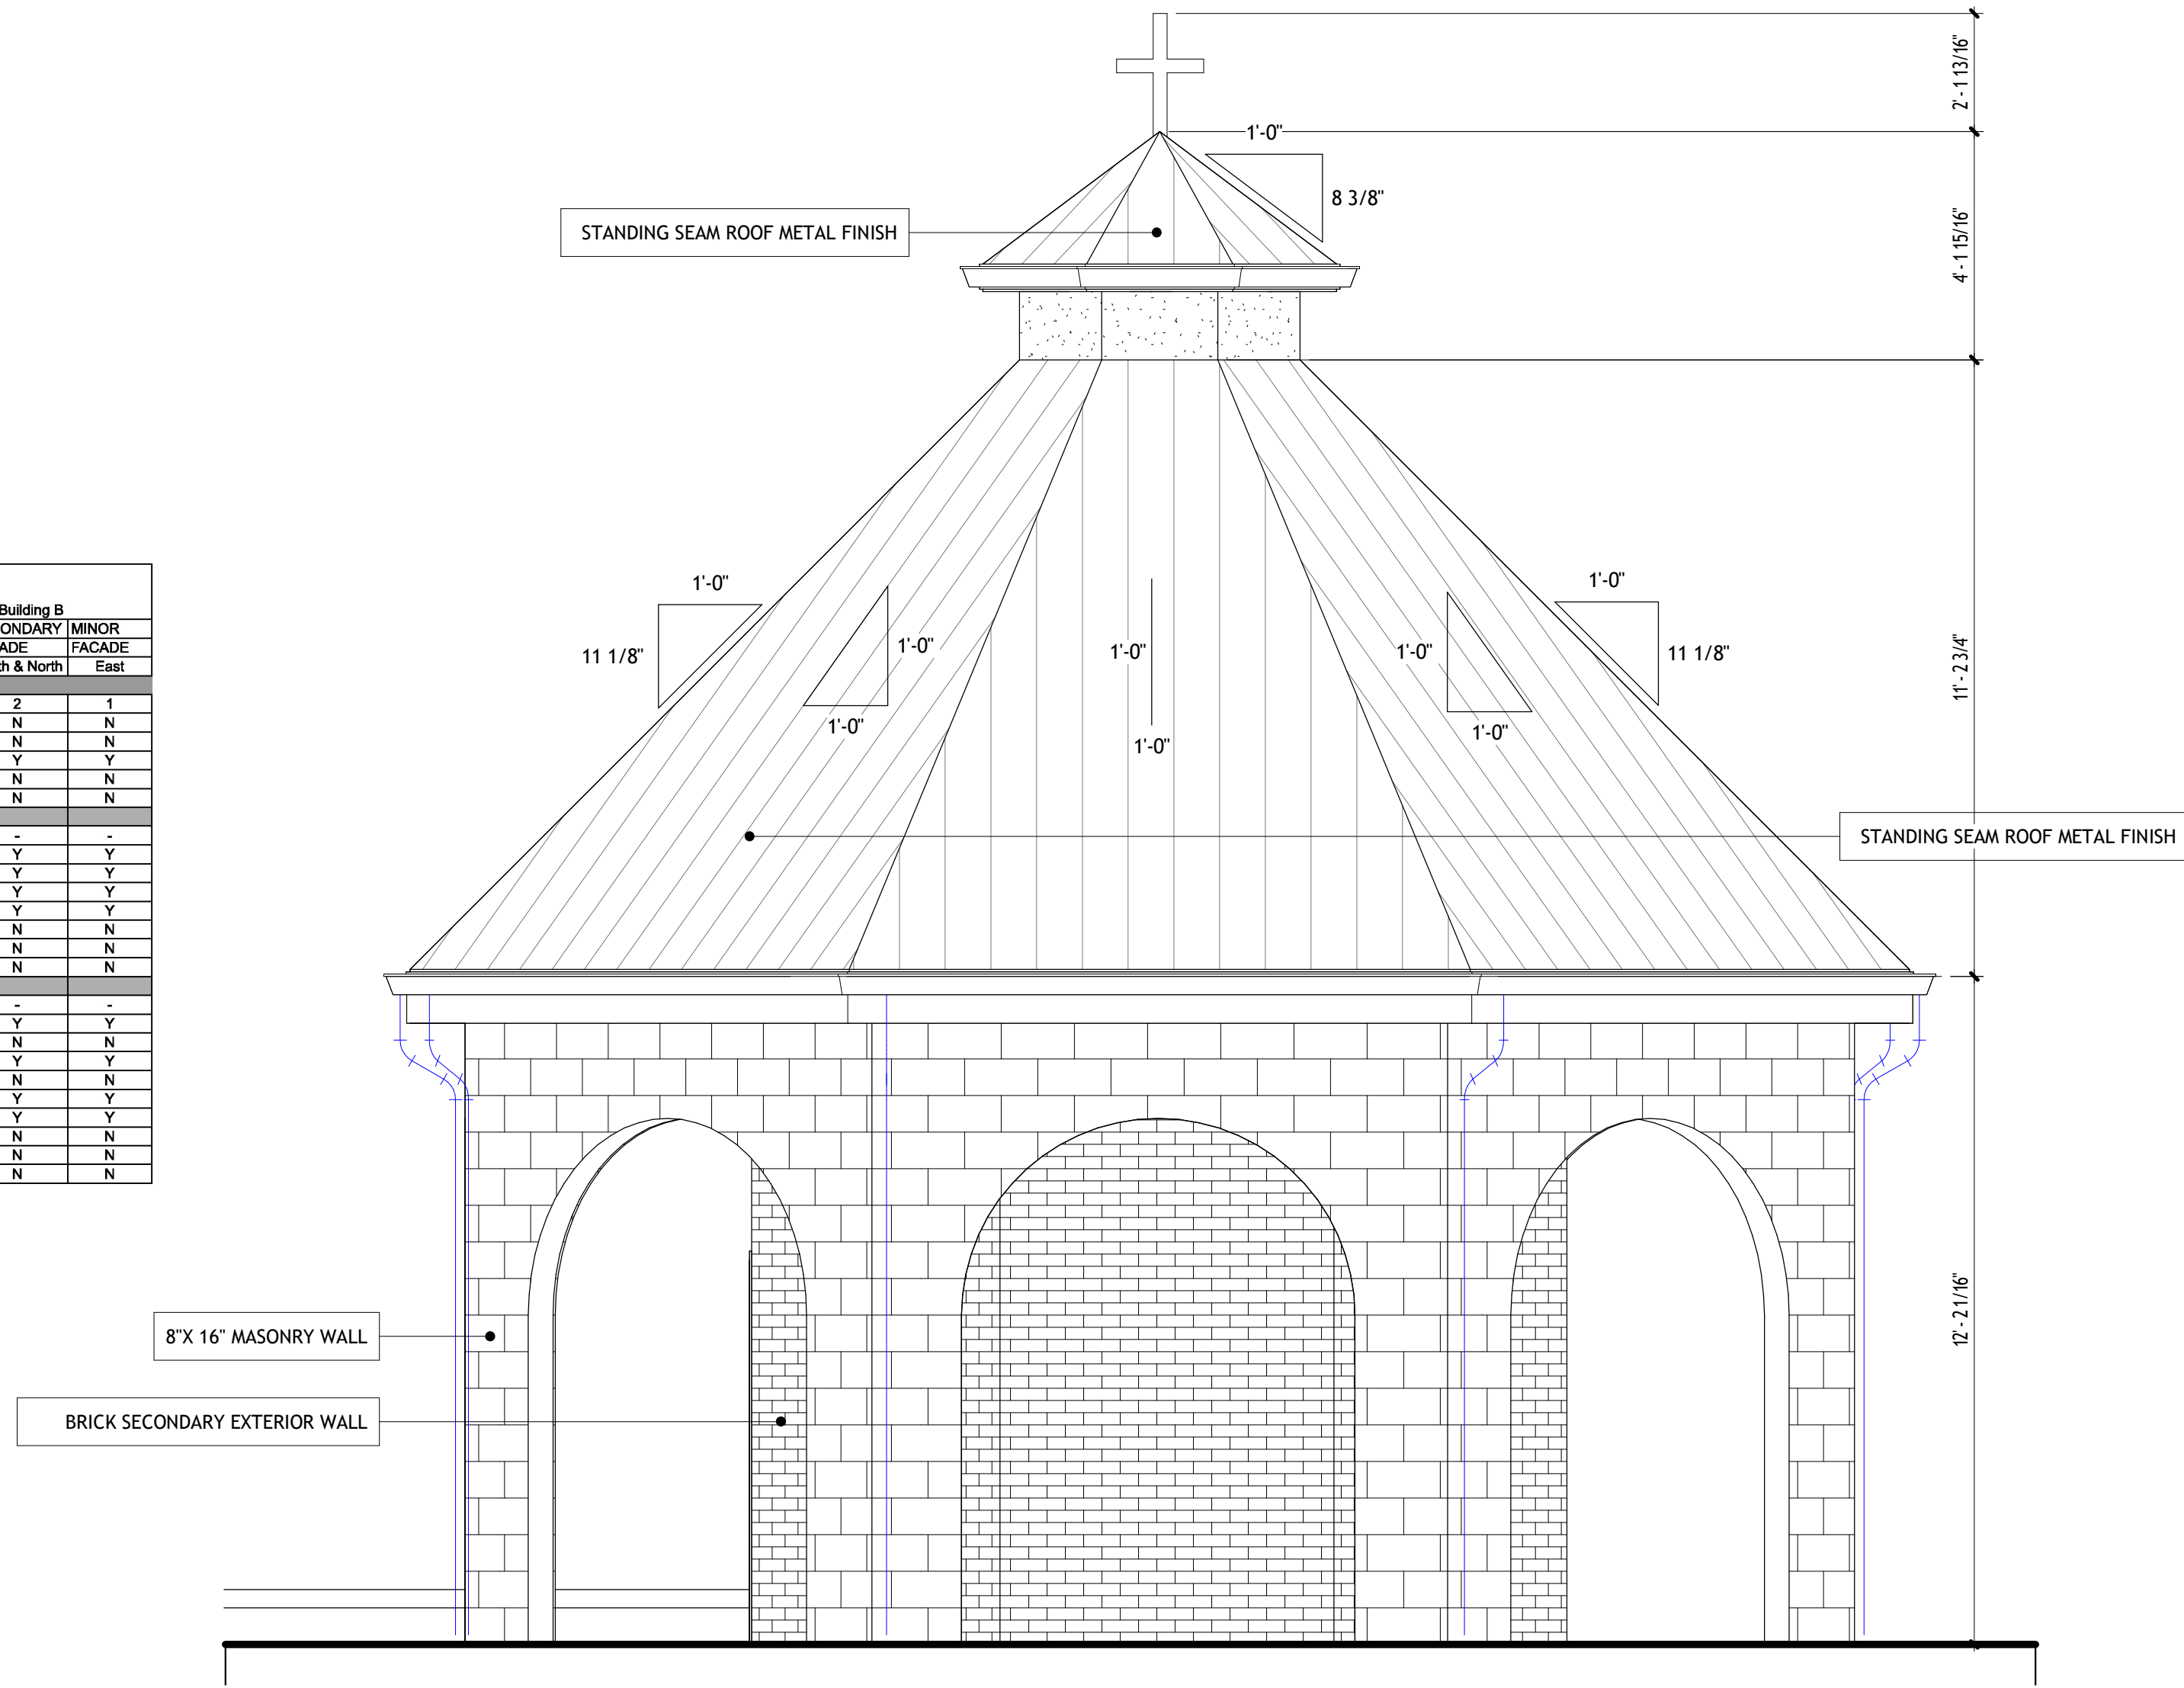 2' - 1 13/16"
1'-0"
8 3/8"
STANDING SEAM ROOF METAL FINISH
4' - 1 15/16"
1'-0"
11 1/8"
1'-0"
1'-0"
1'-0"
1'-0"
1'-0"
1'-0"
1'-0"
11 1/8"
11' - 2 3/4"
STANDING SEAM ROOF METAL FINISH
12' - 2 1/16"
8"X 16" MASONRY WALL
BRICK SECONDARY EXTERIOR WALL
Building B
ONDARY MINOR
ADE FACADE
th & North East
2 1
N N
N N
Y Y
N N
N N
- -
Y Y
Y Y
Y Y
Y Y
N N
N N
N N
- -
Y Y
N N
Y Y
N N
Y Y
Y Y
N N
N N
N N